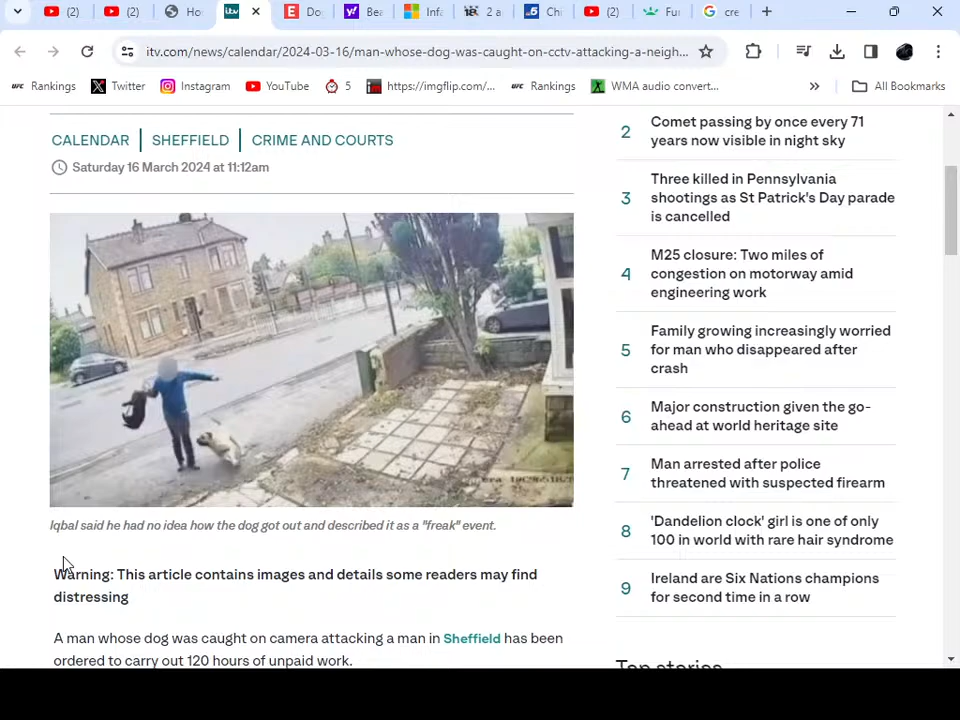 (2)
(2)
Ho
E
Do
Be
Infa
2 a
Chi
(2)
Fur
cre
itv.com/news/calendar/2024-03-16/man-whose-dog-was-caught-on-cctv-attacking-a-neigh...
Rankings
Twitter
Instagram
YouTube
5
https://imgflip.com/...
Rankings
WMA audio convert...
All Bookmarks
CALENDAR | SHEFFIELD | CRIME AND COURTS
Saturday 16 March 2024 at 11:12am
Iqbal said he had no idea how the dog got out and described it as a "freak" event.
Warning: This article contains images and details some readers may find
distressing
A man whose dog was caught on camera attacking a man in Sheffield has been
ordered to carry out 120 hours of unpaid work.
2
Comet passing by once every 71
years now visible in night sky
3
Three killed in Pennsylvania
shootings as St Patrick's Day parade
is cancelled
4
M25 closure: Two miles of
congestion on motorway amid
engineering work
5
Family growing increasingly worried
for man who disappeared after
crash
6
Major construction given the go-
ahead at world heritage site
7
Man arrested after police
threatened with suspected firearm
8
'Dandelion clock' girl is one of only
100 in world with rare hair syndrome
9
Ireland are Six Nations champions
for second time in a row
Top stories